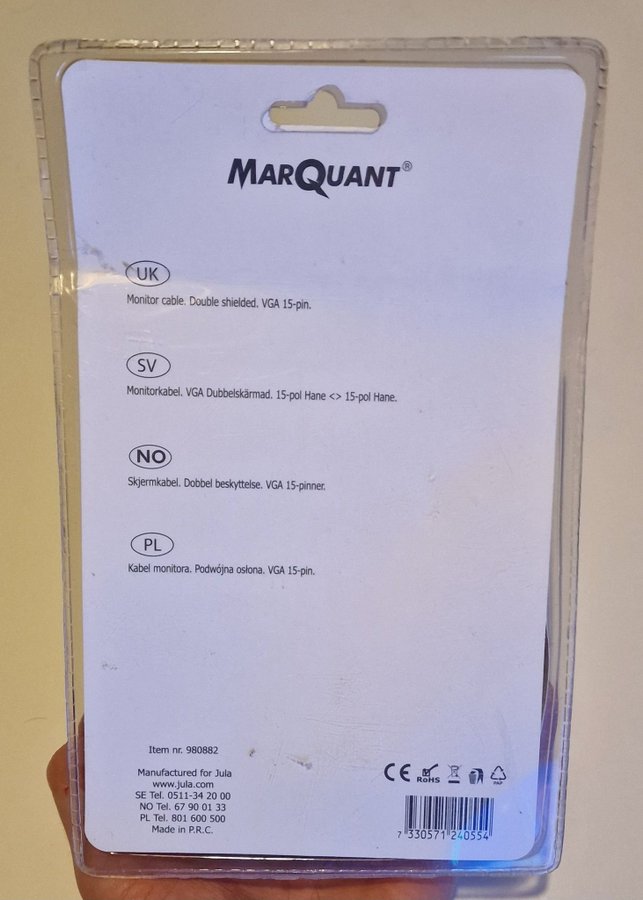 MARQUANT®
UK
Monitor cable. Double shielded. VGA 15-pin.
SV
Monitorkabel. VGA Dubbelskärmad. 15-pol Hane <> 15-pol Hane.
NO
Skjermkabel. Dobbel beskyttelse. VGA 15-pinner.
PL
Kabel monitora. Podwójna osłona. VGA 15-pin.
Item nr. 980882
Manufactured for Jula
www.jula.com
SE Tel. 0511-34 20 00
NO Tel. 67 90 01 33
PL Tel. 801 600 500
Made in P.R.C.
CE RoHS PAP
7 330571 240554